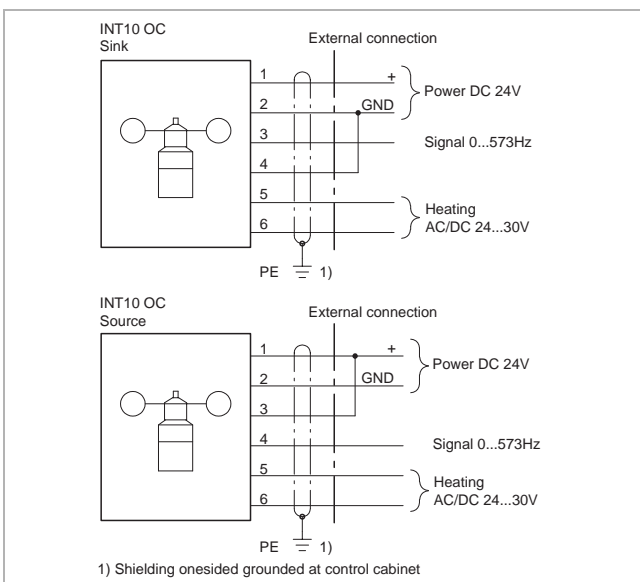 INT10 OC
Sink
External connection
1
+
Power DC 24V
2
GND
3
Signal 0...573Hz
4
5
Heating
AC/DC 24...30V
6
PE
1)
INT10 OC
Source
External connection
1
+
Power DC 24V
2
GND
3
4
Signal 0...573Hz
5
Heating
AC/DC 24...30V
6
PE
1)
1) Shielding onesided grounded at control cabinet